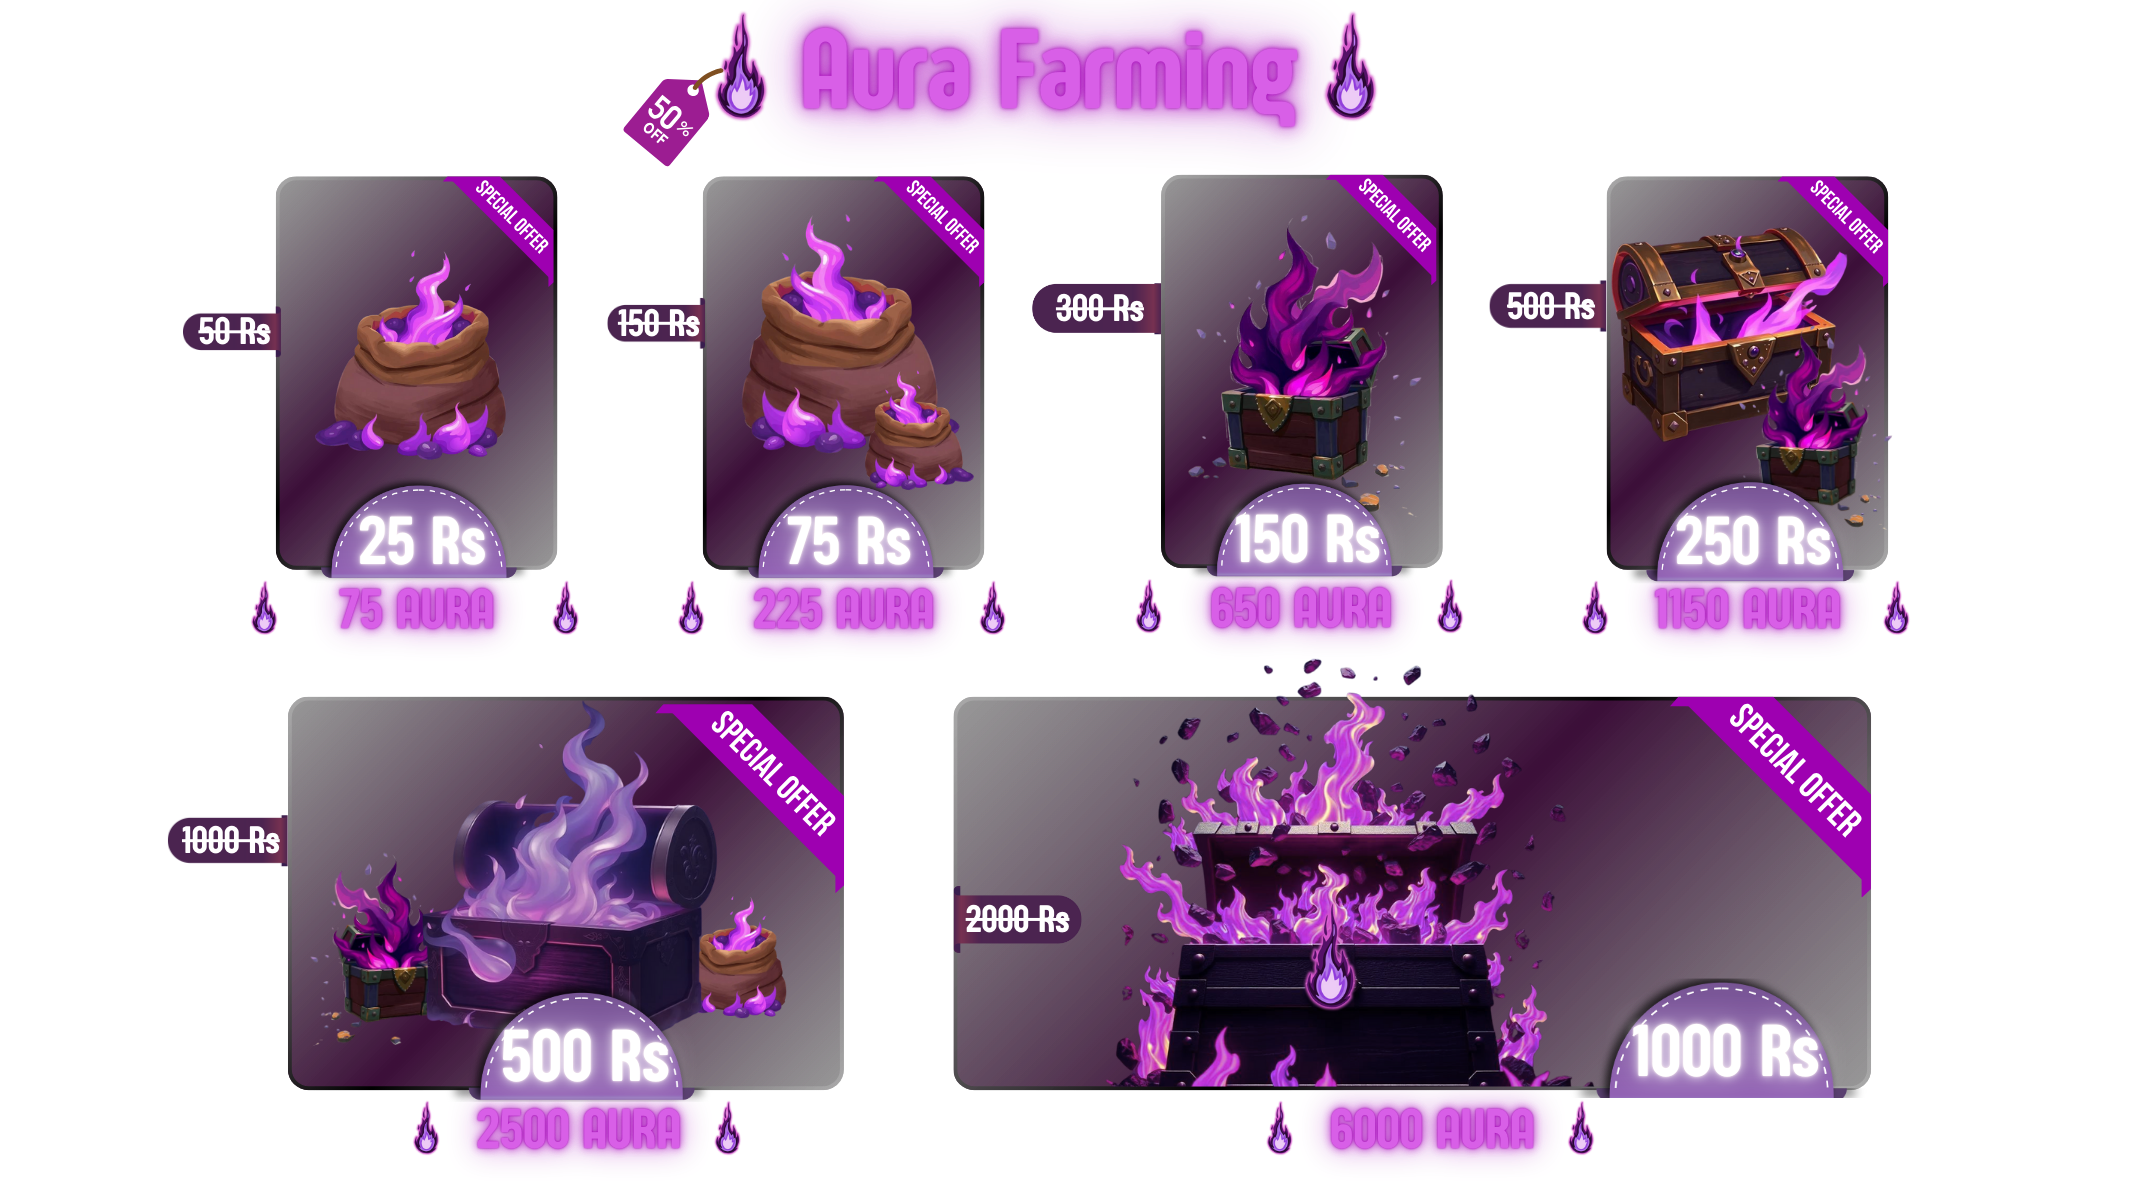 Aura Farming
50%
OFF
SPECIAL OFFER
50 Rs
25 Rs
75 AURA
SPECIAL OFFER
150 Rs
75 Rs
225 AURA
SPECIAL OFFER
300 Rs
150 Rs
650 AURA
SPECIAL OFFER
500 Rs
250 Rs
1150 AURA
SPECIAL OFFER
1000 Rs
500 Rs
2500 AURA
SPECIAL OFFER
2000 Rs
1000 Rs
6000 AURA